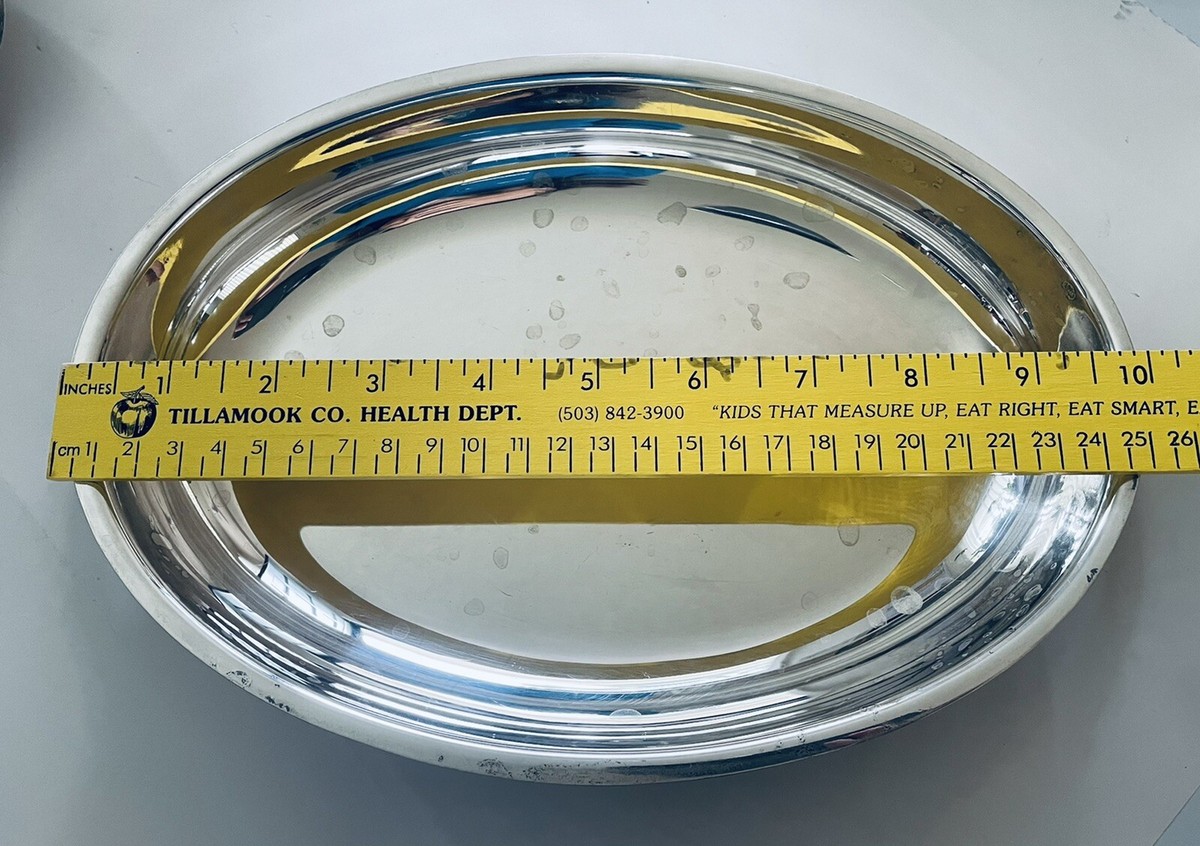 INCHES 1 2 3 4 5 6 7 8 9 10
TILLAMOOK CO. HEALTH DEPT. (503) 842-3900 "KIDS THAT MEASURE UP, EAT RIGHT, EAT SMART, E
cm 1 2 3 4 5 6 7 8 9 10 11 12 13 14 15 16 17 18 19 20 21 22 23 24 25 26